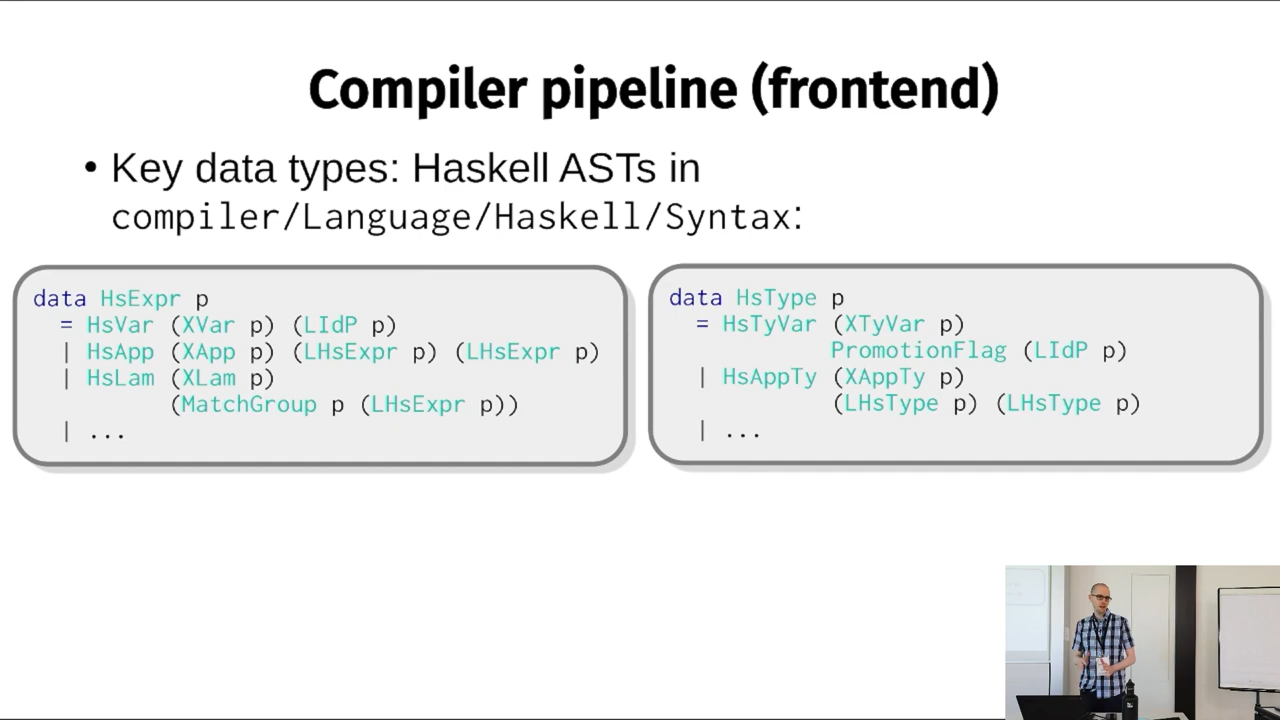 Compiler pipeline (frontend)
• Key data types: Haskell ASTs in
compiler/Language/Haskell/Syntax:
data HsExpr p
= HsVar (XVar p) (LIdP p)
| HsApp (XApp p) (LHsExpr p) (LHsExpr p)
| HsLam (XLam p)
(MatchGroup p (LHsExpr p))
| ...
data HsType p
= HsTyVar (XTyVar p)
PromotionFlag (LIdP p)
| HsAppTy (XAppTy p)
(LHsType p) (LHsType p)
| ...